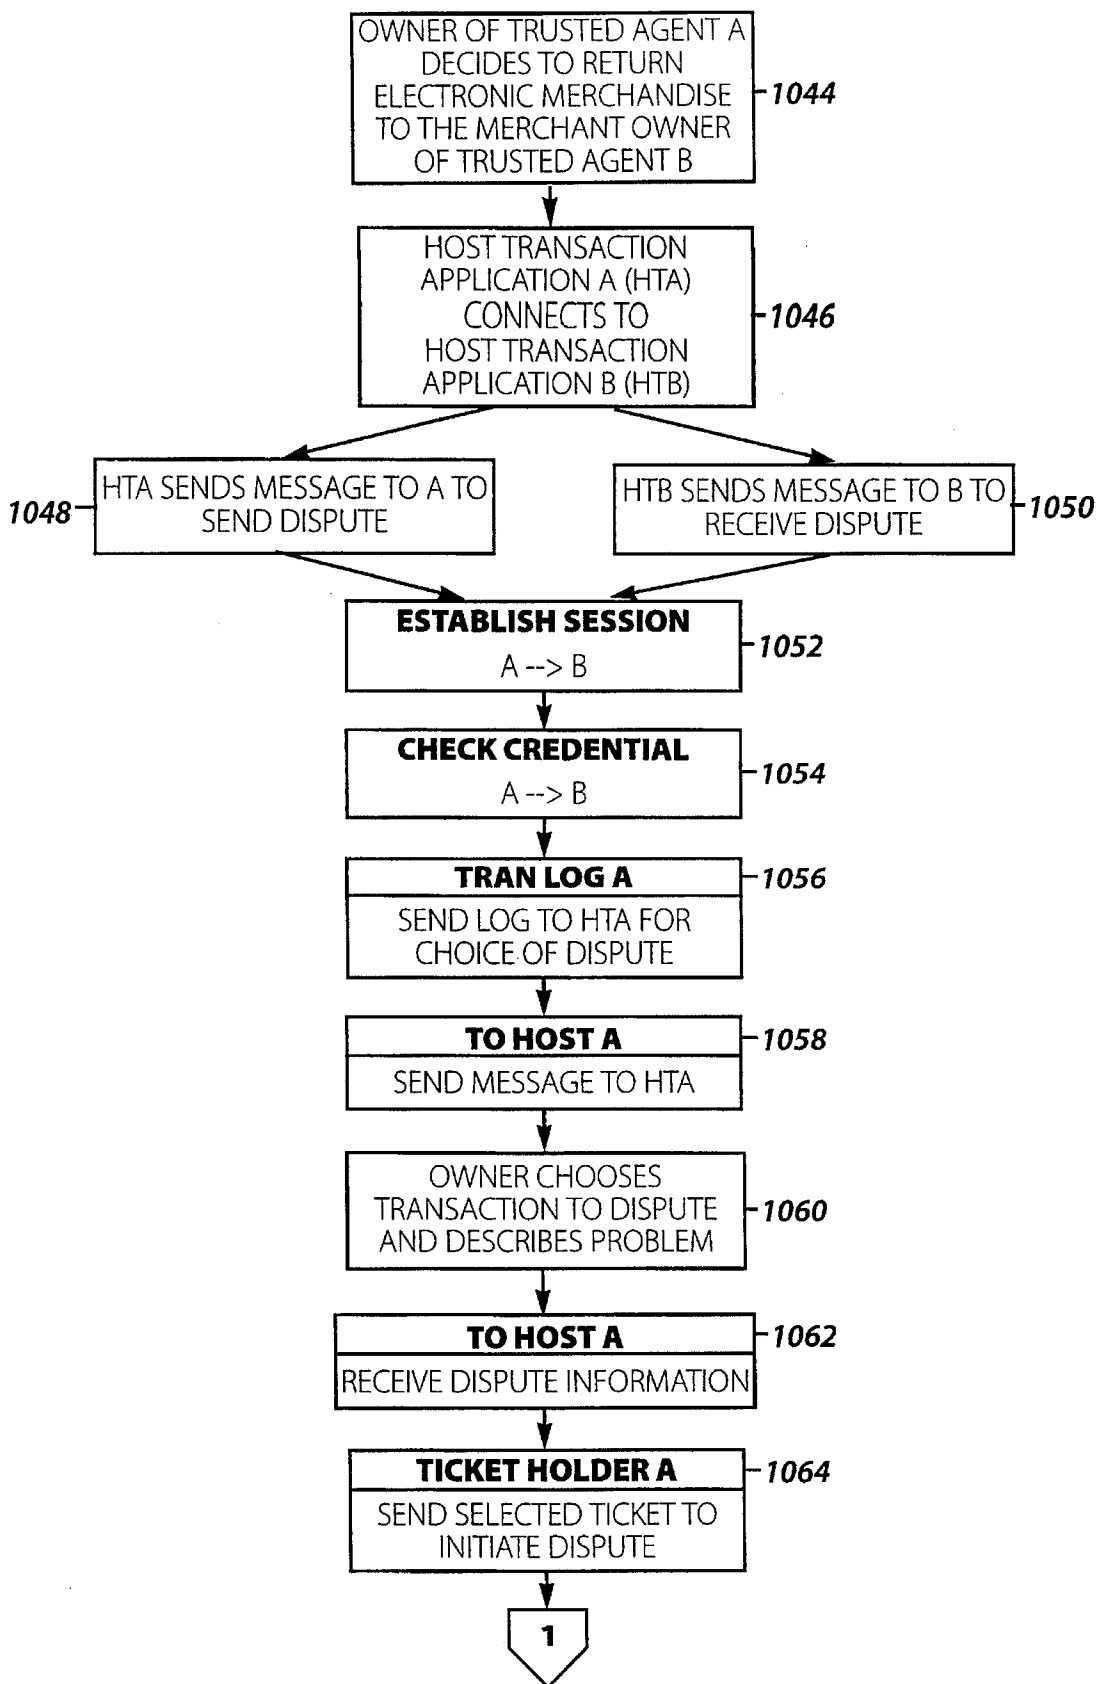 OWNER OF TRUSTED AGENT A
DECIDES TO RETURN
ELECTRONIC MERCHANDISE
TO THE MERCHANT OWNER
OF TRUSTED AGENT B
1044
HOST TRANSACTION
APPLICATION A (HTA)
CONNECTS TO
HOST TRANSACTION
APPLICATION B (HTB)
1046
1048
HTA SENDS MESSAGE TO A TO
SEND DISPUTE
HTB SENDS MESSAGE TO B TO
RECEIVE DISPUTE
1050
ESTABLISH SESSION
A --> B
1052
CHECK CREDENTIAL
A --> B
1054
TRAN LOG A
1056
SEND LOG TO HTA FOR
CHOICE OF DISPUTE
TO HOST A
1058
SEND MESSAGE TO HTA
OWNER CHOOSES
TRANSACTION TO DISPUTE
AND DESCRIBES PROBLEM
1060
TO HOST A
1062
RECEIVE DISPUTE INFORMATION
TICKET HOLDER A
1064
SEND SELECTED TICKET TO
INITIATE DISPUTE
1